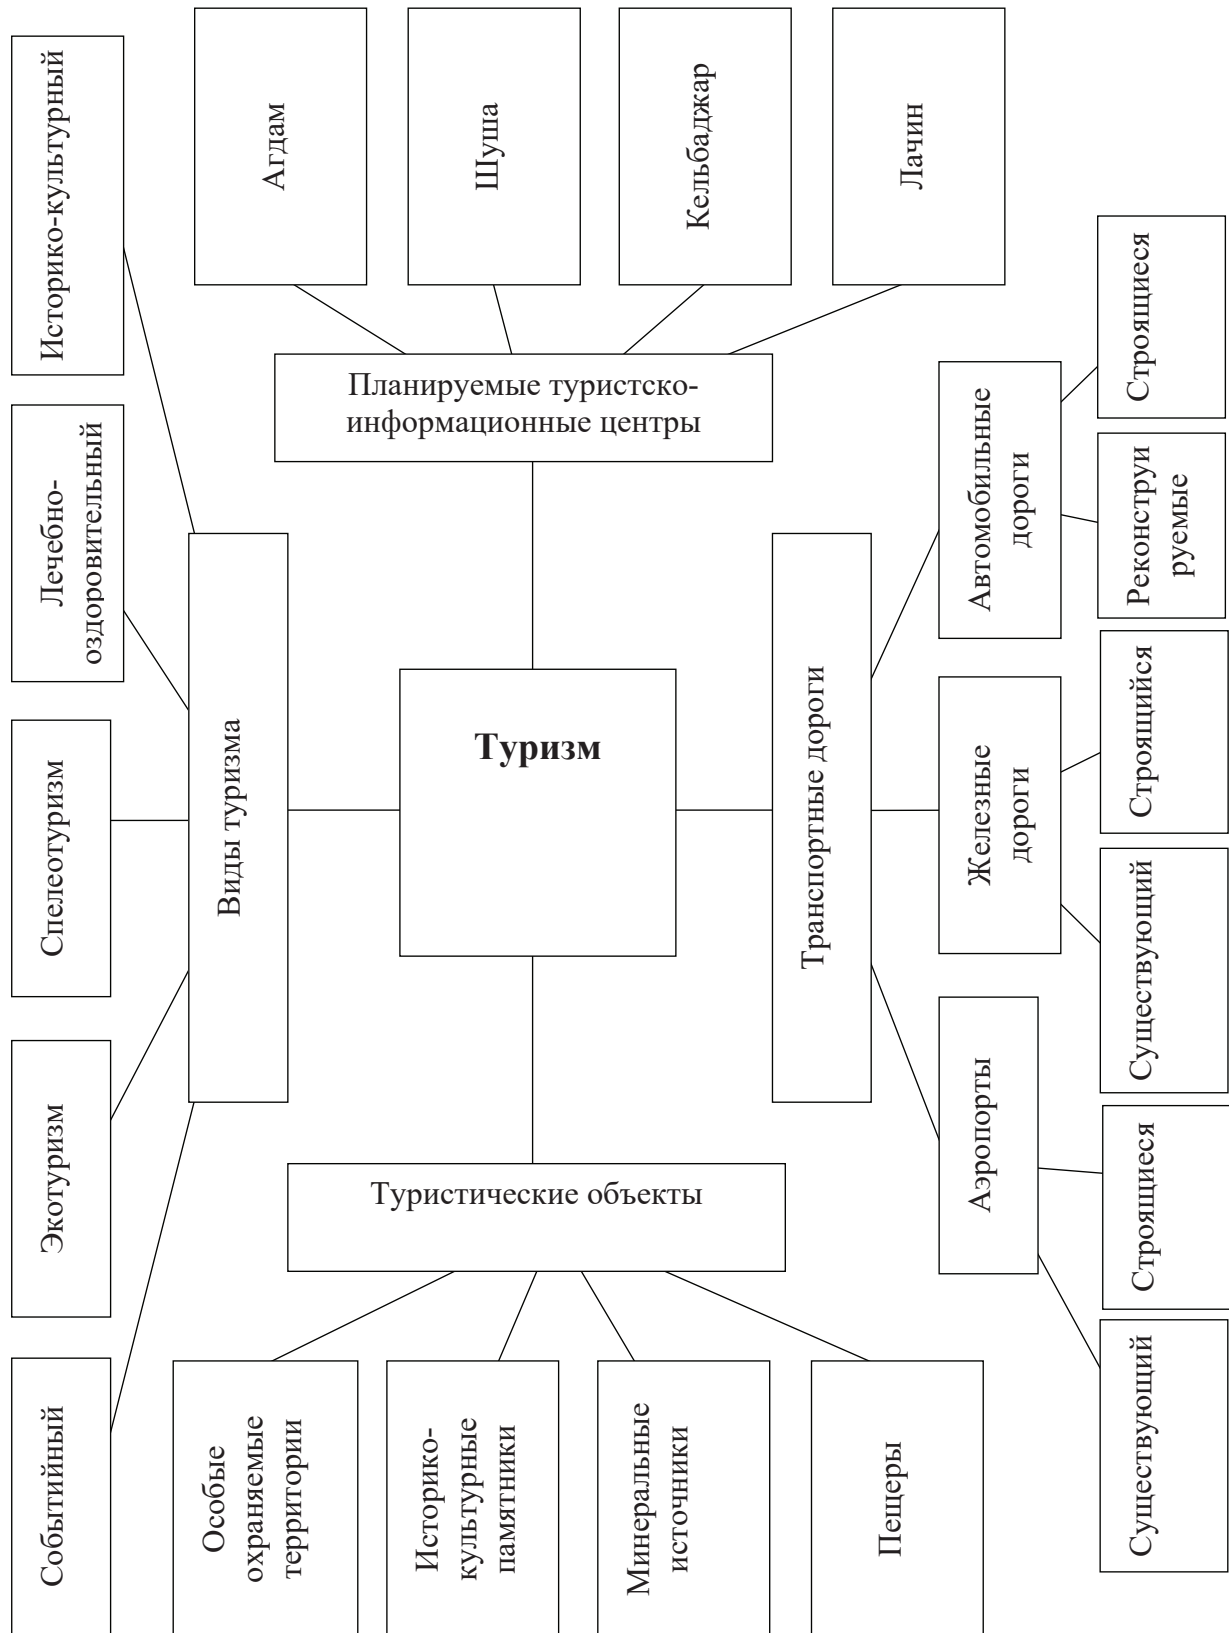 Событийный
Экотуризм
Спелеотуризм
Лечебно-
оздоровительный
Историко-культурный
Виды туризма
Туризм
Планируемые туристско-
информационные центры
Агдам
Шуша
Кельбаджар
Лачин
Туристические объекты
Особые
охраняемые
территории
Историко-
культурные
памятники
Минеральные
источники
Пещеры
Транспортные дороги
Аэропорты
Железные
дороги
Автомобильные
дороги
Существующий
Строящиеся
Существующий
Строящийся
Реконструи
руемые
Строящиеся